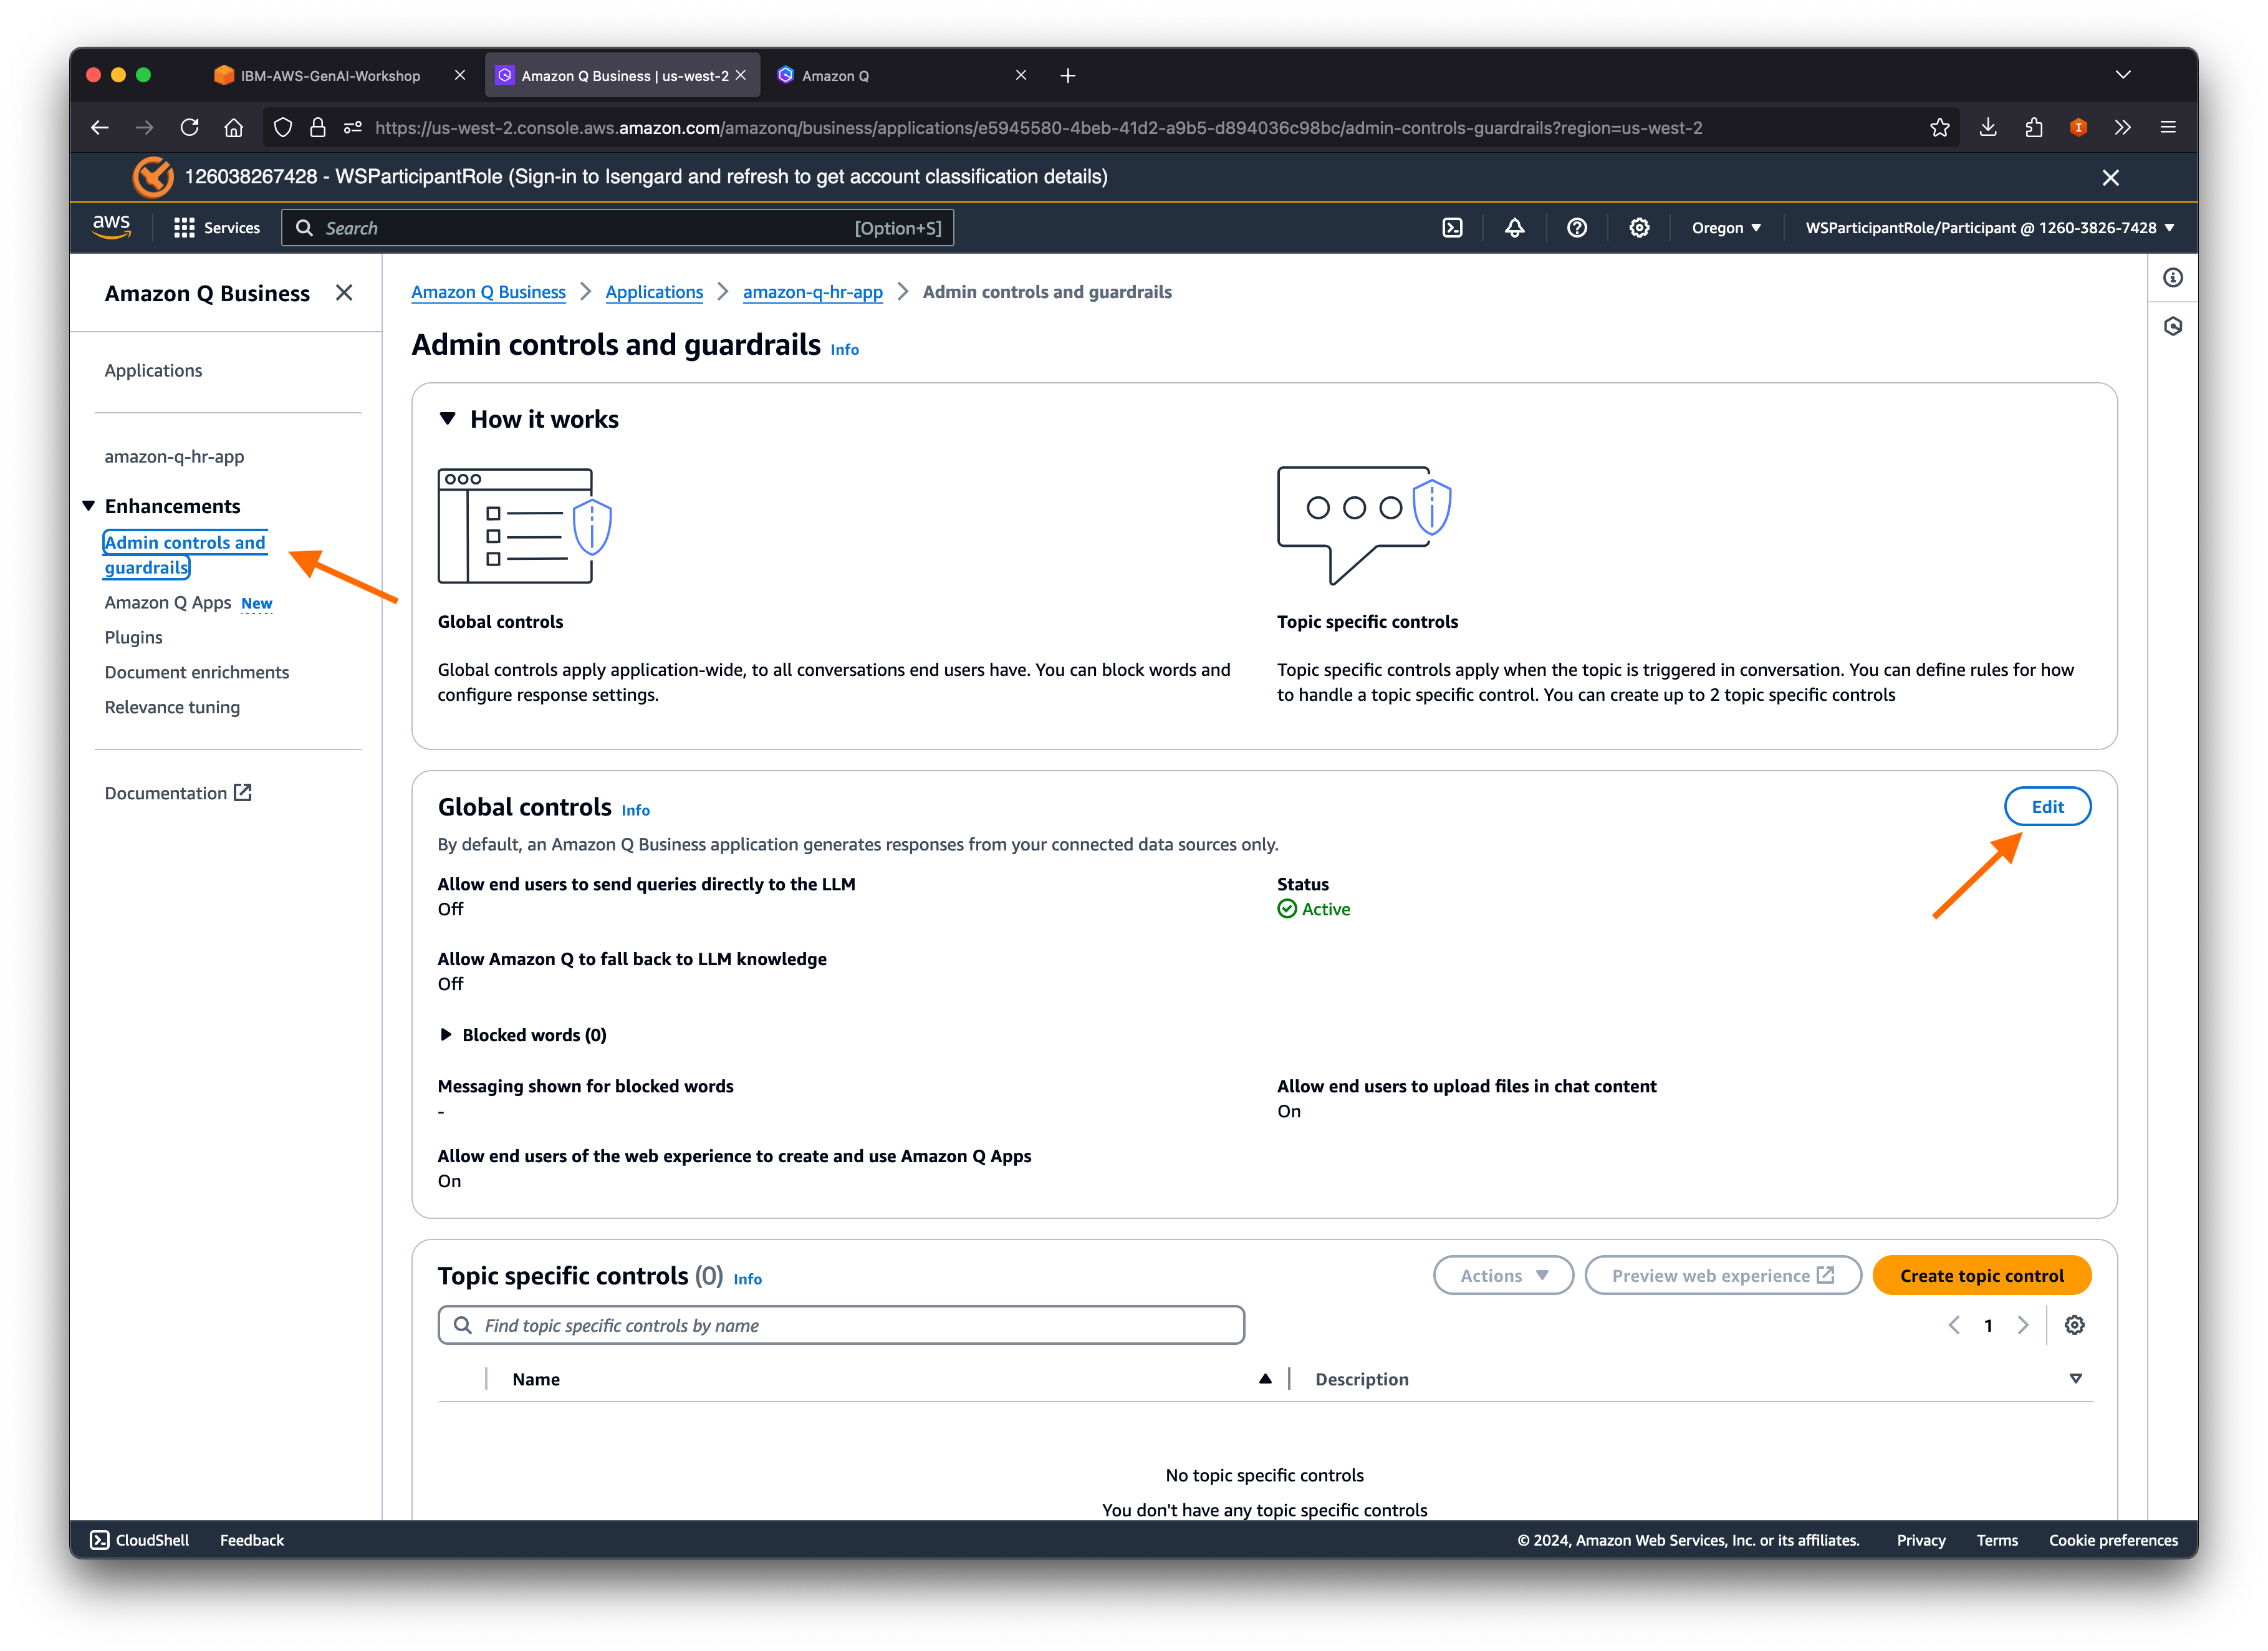 IBM-AWS-GenAI-Workshop
Amazon Q Business | us-west-2
Amazon Q
https://us-west-2.console.aws.amazon.com/amazonq/business/applications/e5945580-4beb-41d2-a9b5-d894036c98bc/admin-controls-guardrails?region=us-west-2
126038267428 - WSParticipantRole (Sign-in to Isengard and refresh to get account classification details)
aws
Services
Search
[Option+S]
Oregon
WSParticipantRole/Participant @ 1260-3826-7428
Amazon Q Business
Applications
amazon-q-hr-app
Enhancements
Admin controls and
guardrails
Amazon Q Apps New
Plugins
Document enrichments
Relevance tuning
Documentation
Amazon Q Business > Applications > amazon-q-hr-app > Admin controls and guardrails
Admin controls and guardrails Info
How it works
Global controls
Global controls apply application-wide, to all conversations end users have. You can block words and
configure response settings.
Topic specific controls
Topic specific controls apply when the topic is triggered in conversation. You can define rules for how
to handle a topic specific control. You can create up to 2 topic specific controls
Global controls Info
Edit
By default, an Amazon Q Business application generates responses from your connected data sources only.
Allow end users to send queries directly to the LLM
Off
Status
Active
Allow Amazon Q to fall back to LLM knowledge
Off
Blocked words (0)
Messaging shown for blocked words
-
Allow end users to upload files in chat content
On
Allow end users of the web experience to create and use Amazon Q Apps
On
Topic specific controls (0) Info
Actions
Preview web experience
Create topic control
Find topic specific controls by name
1
Name
Description
No topic specific controls
You don't have any topic specific controls
CloudShell
Feedback
© 2024, Amazon Web Services, Inc. or its affiliates.
Privacy
Terms
Cookie preferences